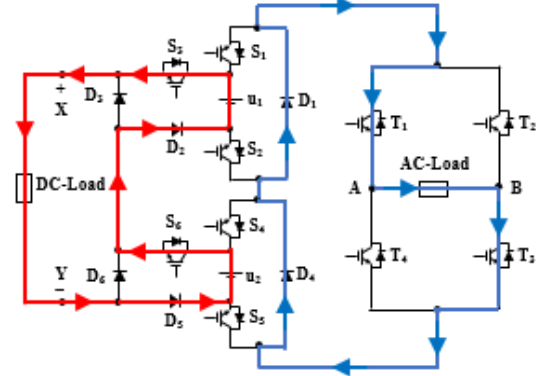 S₁
S₃
+
X
D₃
u₁
D₁
T₁
T₂
D₂
S₂
AC-Load
DC-Load
A
B
S₆
S₄
Y
−
D₆
u₂
D₄
T₄
T₃
D₅
S₅